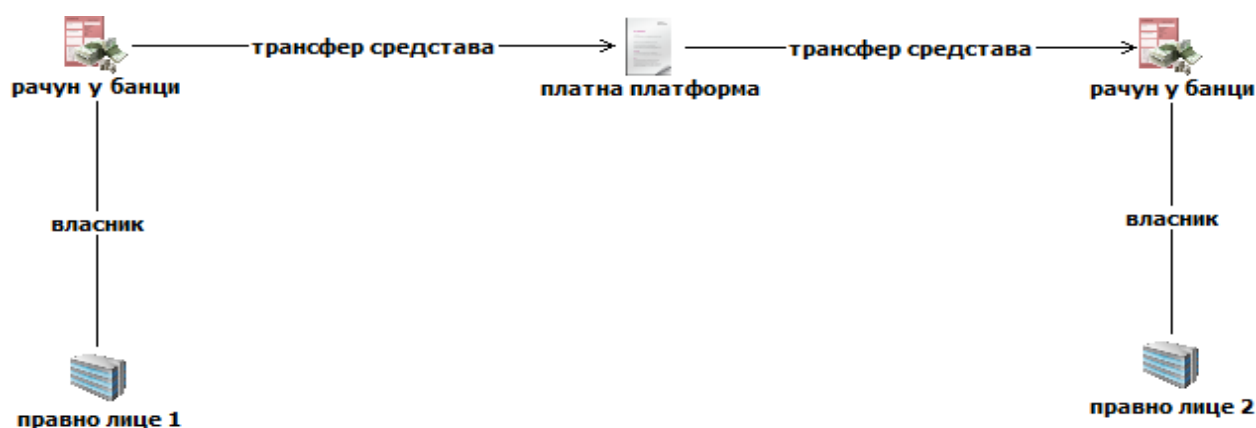 трансфер средстава
трансфер средстава
рачун у банци
платна платформа
рачун у банци
власник
власник
правно лице 1
правно лице 2